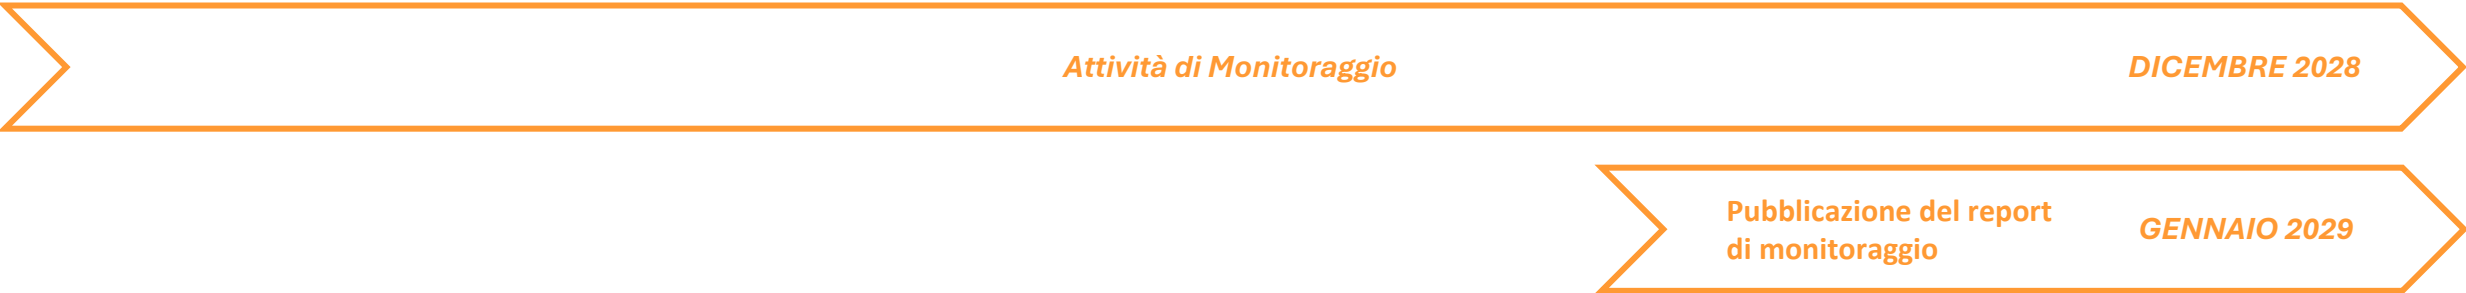 Attività di Monitoraggio DICEMBRE 2028
Pubblicazione del report
di monitoraggio
GENNAIO 2029